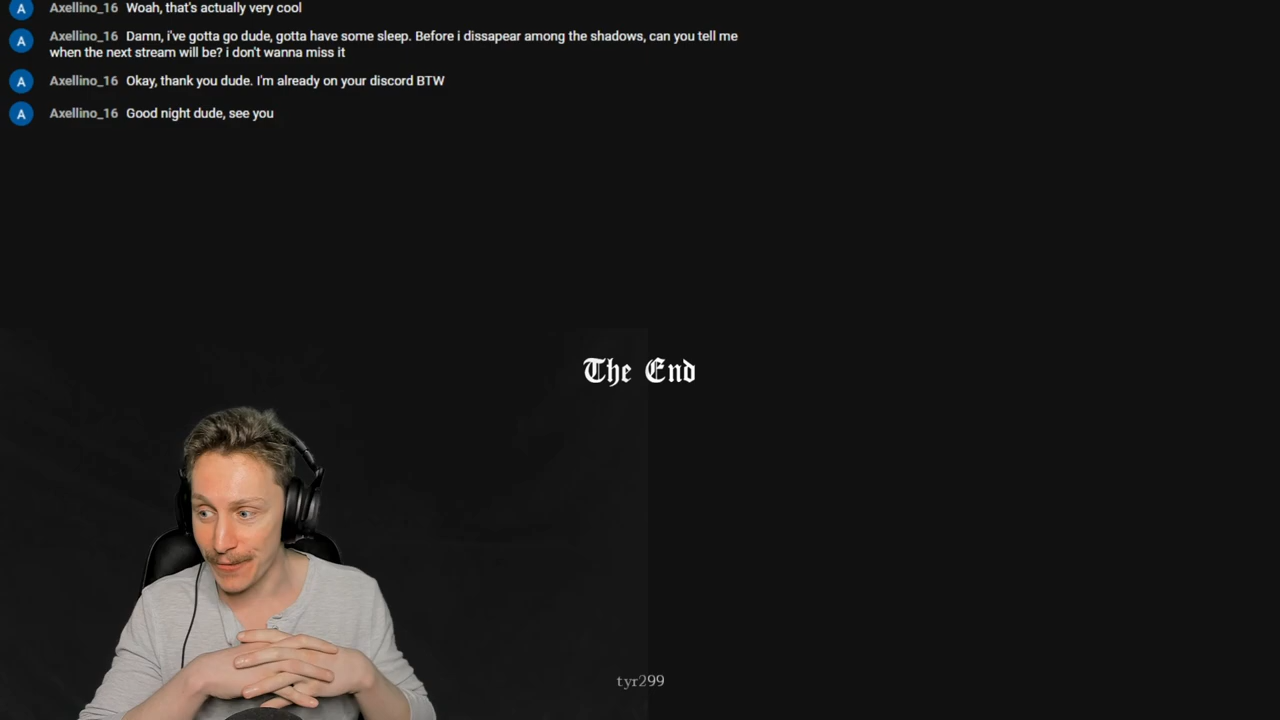 A Axellino_16 Woah, that's actually very cool
A Axellino_16 Damn, i've gotta go dude, gotta have some sleep. Before i dissapear among the shadows, can you tell me
when the next stream will be? i don't wanna miss it
A Axellino_16 Okay, thank you dude. I'm already on your discord BTW
A Axellino_16 Good night dude, see you
The End
tyr299